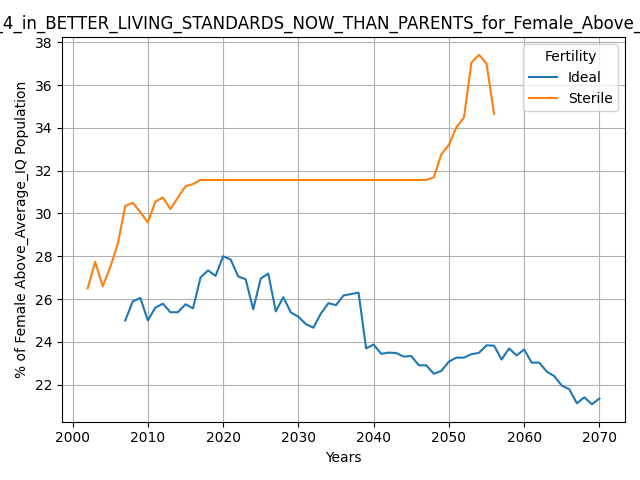 _4_in_BETTER_LIVING_STANDARDS_NOW_THAN_PARENTS_for_Female_Above_
% of Female Above_Average_IQ Population
38
36
34
32
30
28
26
24
22
Fertility
Ideal
Sterile
2000 2010 2020 2030 2040 2050 2060 2070
Years